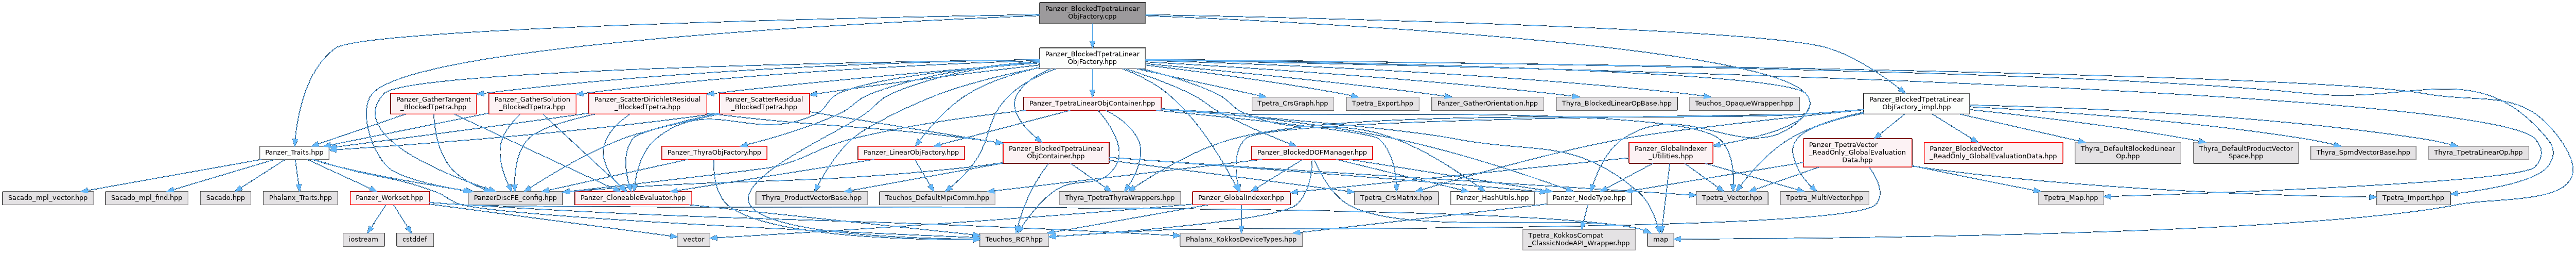 Panzer_BlockedTpetraLinear
ObjFactory.cpp
Panzer_BlockedTpetraLinear
ObjFactory.hpp
Panzer_GatherTangent
_BlockedTpetra.hpp
Panzer_GatherSolution
_BlockedTpetra.hpp
Panzer_ScatterDirichletResidual
_BlockedTpetra.hpp
Panzer_ScatterResidual
_BlockedTpetra.hpp
Panzer_TpetraLinearObjContainer.hpp
Tpetra_CrsGraph.hpp
Tpetra_Export.hpp
Panzer_GatherOrientation.hpp
Thyra_BlockedLinearOpBase.hpp
Teuchos_OpaqueWrapper.hpp
Panzer_BlockedTpetraLinear
ObjFactory_impl.hpp
Panzer_Traits.hpp
Panzer_ThyraObjFactory.hpp
Panzer_LinearObjFactory.hpp
Panzer_BlockedTpetraLinear
ObjContainer.hpp
Panzer_BlockedDOFManager.hpp
Panzer_GlobalIndexer
_Utilities.hpp
Panzer_TpetraVector
_ReadOnly_GlobalEvaluation
Data.hpp
Panzer_BlockedVector
_ReadOnly_GlobalEvaluationData.hpp
Thyra_DefaultBlockedLinear
Op.hpp
Thyra_DefaultProductVector
Space.hpp
Thyra_SpmdVectorBase.hpp
Thyra_TpetraLinearOp.hpp
Sacado_mpl_vector.hpp
Sacado_mpl_find.hpp
Sacado.hpp
Phalanx_Traits.hpp
Panzer_Workset.hpp
PanzerDiscFE_config.hpp
Panzer_CloneableEvaluator.hpp
Thyra_ProductVectorBase.hpp
Teuchos_DefaultMpiComm.hpp
Thyra_TpetraThyraWrappers.hpp
Panzer_GlobalIndexer.hpp
Tpetra_CrsMatrix.hpp
Panzer_HashUtils.hpp
Panzer_NodeType.hpp
Tpetra_Vector.hpp
Tpetra_MultiVector.hpp
Tpetra_Map.hpp
Tpetra_Import.hpp
iostream
cstddef
vector
Teuchos_RCP.hpp
Phalanx_KokkosDeviceTypes.hpp
Tpetra_KokkosCompat
_ClassicNodeAPI_Wrapper.hpp
map